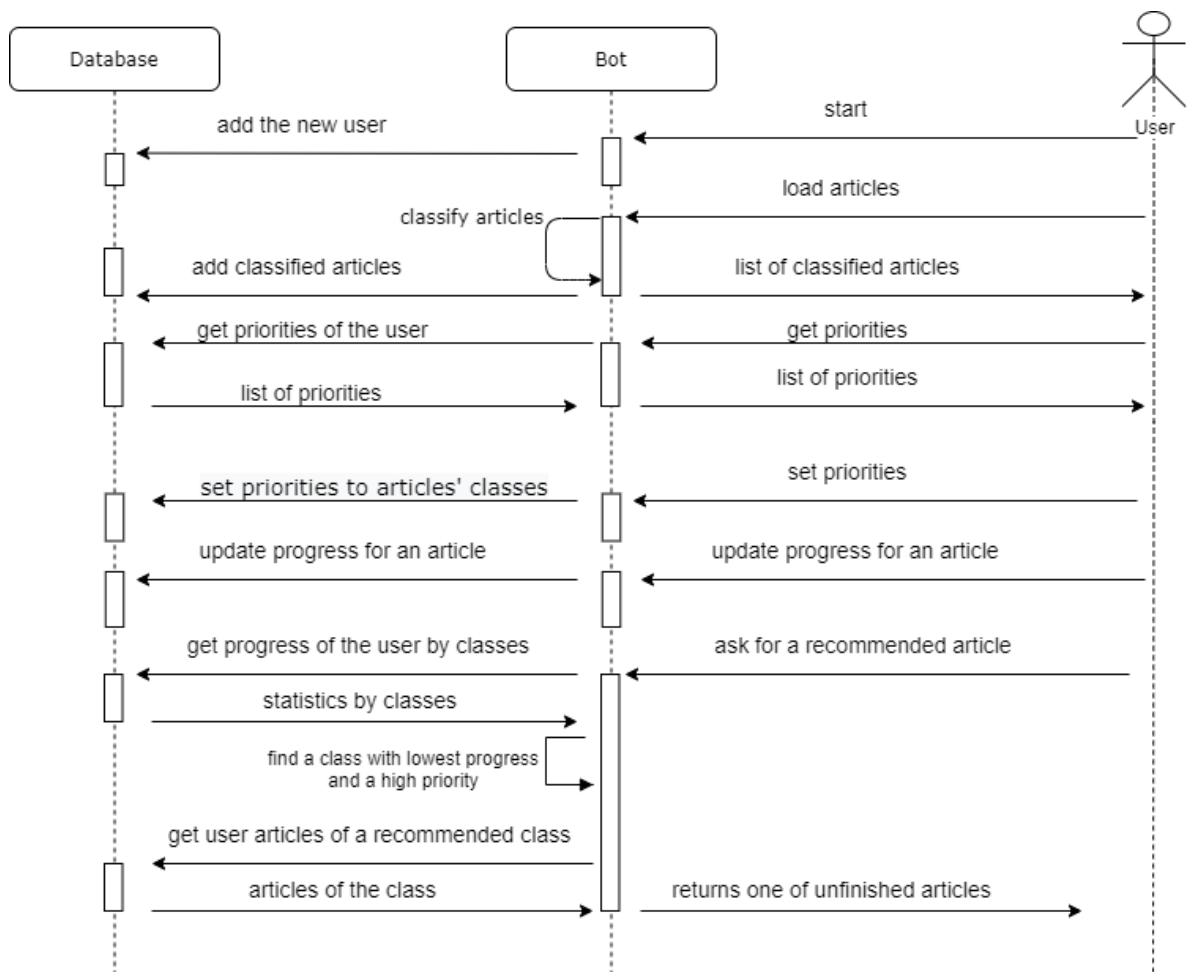 Database
Bot
User
start
add the new user
load articles
classify articles
add classified articles
list of classified articles
get priorities of the user
get priorities
list of priorities
list of priorities
set priorities
set priorities to articles' classes
update progress for an article
update progress for an article
get progress of the user by classes
ask for a recommended article
statistics by classes
find a class with lowest progress
and a high priority
get user articles of a recommended class
articles of the class
returns one of unfinished articles